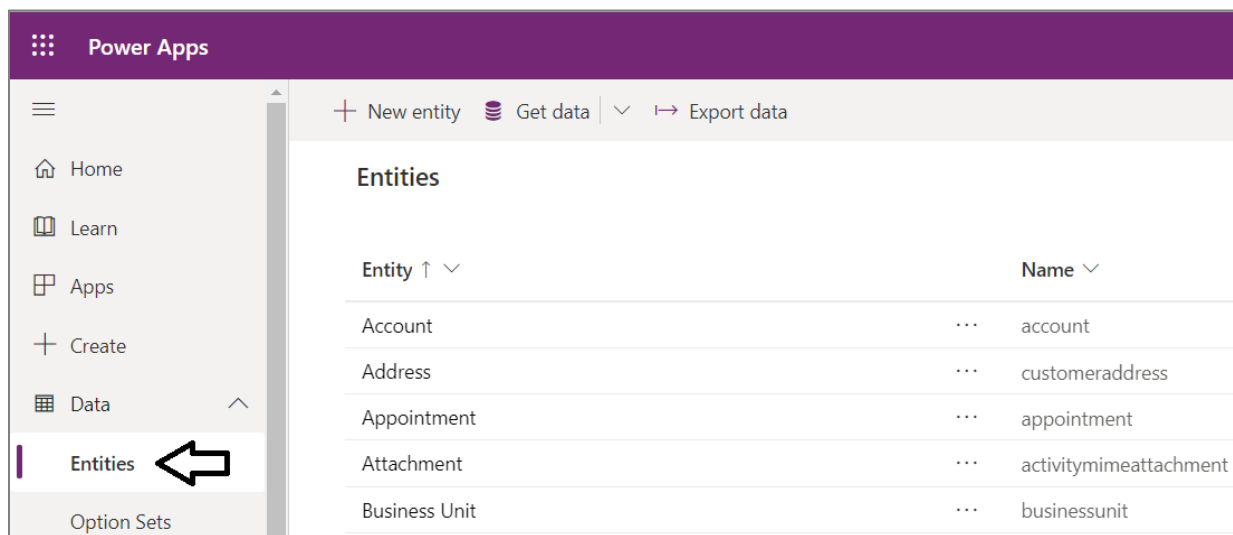 Power Apps
New entity Get data Export data
Home
Learn
Apps
Create
Data
Entities
Option Sets
Entities
Entity ↑ Name
Account ... account
Address ... customeraddress
Appointment ... appointment
Attachment ... activitymimeattachment
Business Unit ... businessunit